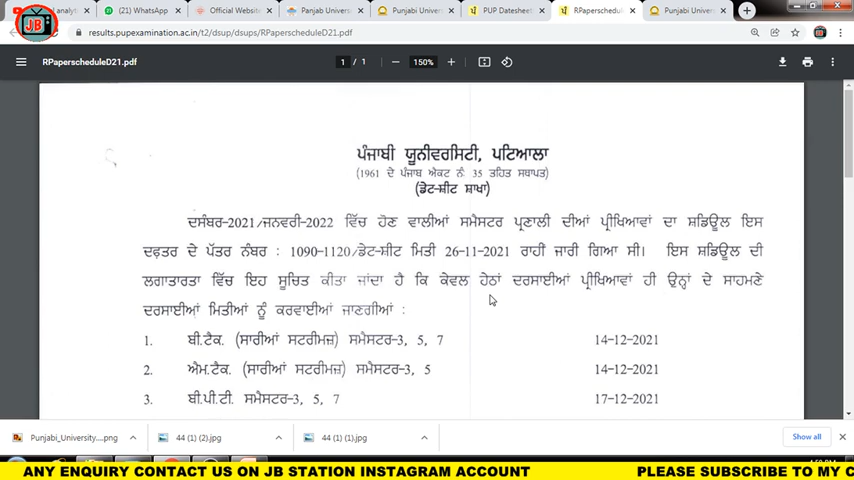 JB
al analytic
(21) WhatsApp
Official Website
Panjab Univers
Punjabi Univer
PUP Datesheet
RPaperschedul
Punjabi Univer
results.pupexamination.ac.in/t2/dsup/dsups/RPaperscheduleD21.pdf
RPaperscheduleD21.pdf
1 / 1
150%
ਪੰਜਾਬੀ ਯੂਨੀਵਰਸਿਟੀ, ਪਟਿਆਲਾ
(1961 ਦੇ ਪੰਜਾਬ ਐਕਟ ਨੰ: 35 ਤਹਿਤ ਸਥਾਪਤ)
(ਡੇਟ-ਸ਼ੀਟ ਸ਼ਾਖਾ)
ਦਸੰਬਰ-2021/ਜਨਵਰੀ-2022 ਵਿੱਚ ਹੋਣ ਵਾਲੀਆਂ ਸਮੈਸਟਰ ਪ੍ਰਣਾਲੀ ਦੀਆਂ ਪ੍ਰੀਖਿਆਵਾਂ ਦਾ ਸ਼ਡਿਊਲ ਇਸ
ਦਫ਼ਤਰ ਦੇ ਪੱਤਰ ਨੰਬਰ : 1090-1120/ਡੇਟ-ਸ਼ੀਟ ਮਿਤੀ 26-11-2021 ਰਾਹੀਂ ਜਾਰੀ ਗਿਆ ਸੀ। ਇਸ ਸ਼ਡਿਊਲ ਦੀ
ਲਗਾਤਾਰਤਾ ਵਿੱਚ ਇਹ ਸੂਚਿਤ ਕੀਤਾ ਜਾਂਦਾ ਹੈ ਕਿ ਕੇਵਲ ਹੇਠਾਂ ਦਰਸਾਈਆਂ ਪ੍ਰੀਖਿਆਵਾਂ ਹੀ ਉਨ੍ਹਾਂ ਦੇ ਸਾਹਮਣੇ
ਦਰਸਾਈਆਂ ਮਿਤੀਆਂ ਨੂੰ ਕਰਵਾਈਆਂ ਜਾਣਗੀਆਂ :
1. ਬੀ.ਟੈਕ. (ਸਾਰੀਆਂ ਸਟਰੀਮਜ਼) ਸਮੈਸਟਰ-3, 5, 7 14-12-2021
2. ਐਮ.ਟੈਕ. (ਸਾਰੀਆਂ ਸਟਰੀਮਜ਼) ਸਮੈਸਟਰ-3, 5 14-12-2021
3. ਬੀ.ਪੀ.ਟੀ. ਸਮੈਸਟਰ-3, 5, 7 17-12-2021
Punjabi_University....png
44 (1) (2).jpg
44 (1) (1).jpg
Show all
ANY ENQUIRY CONTACT US ON JB STATION INSTAGRAM ACCOUNT PLEASE SUBSCRIBE TO MY C